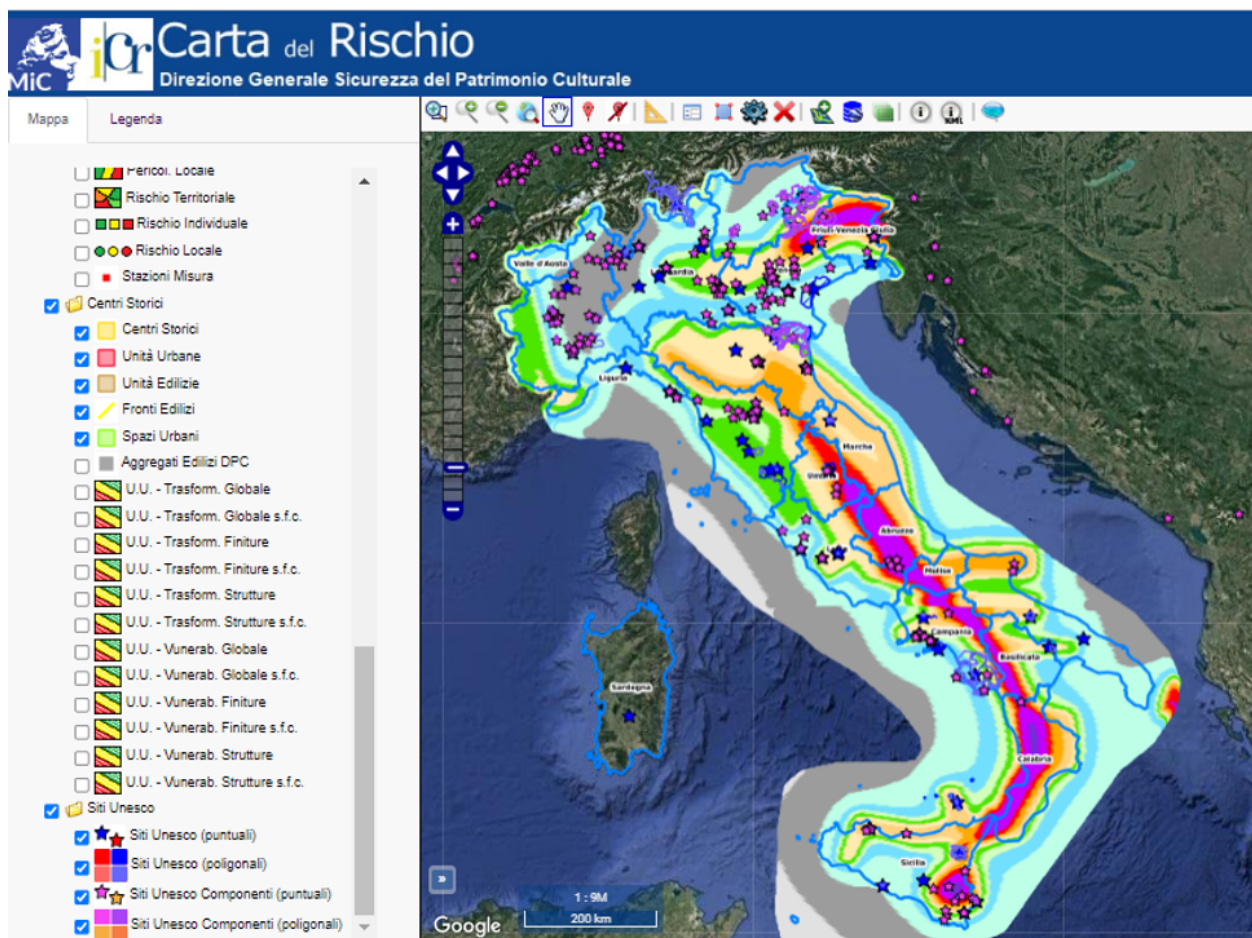 MiC
iCr
Carta del Rischio
Direzione Generale Sicurezza del Patrimonio Culturale
Mappa
Legenda
Pericol. Locale
Rischio Territoriale
Rischio Individuale
Rischio Locale
Stazioni Misura
Centri Storici
Centri Storici
Unità Urbane
Unità Edilizie
Fronti Edilizi
Spazi Urbani
Aggregati Edilizi DPC
U.U. - Trasform. Globale
U.U. - Trasform. Globale s.f.c.
U.U. - Trasform. Finiture
U.U. - Trasform. Finiture s.f.c.
U.U. - Trasform. Strutture
U.U. - Trasform. Strutture s.f.c.
U.U. - Vunerab. Globale
U.U. - Vunerab. Globale s.f.c.
U.U. - Vunerab. Finiture
U.U. - Vunerab. Finiture s.f.c.
U.U. - Vunerab. Strutture
U.U. - Vunerab. Strutture s.f.c.
Siti Unesco
Siti Unesco (puntuali)
Siti Unesco (poligonali)
Siti Unesco Componenti (puntuali)
Siti Unesco Componenti (poligonali)
KML
Friuli-Venezia Giulia
Valle d'Aosta
Liguria
Marche
Abruzzo
Molise
Campania
Basilicata
Sardegna
Calabria
Sicilia
»
1 : 9M
200 km
Google